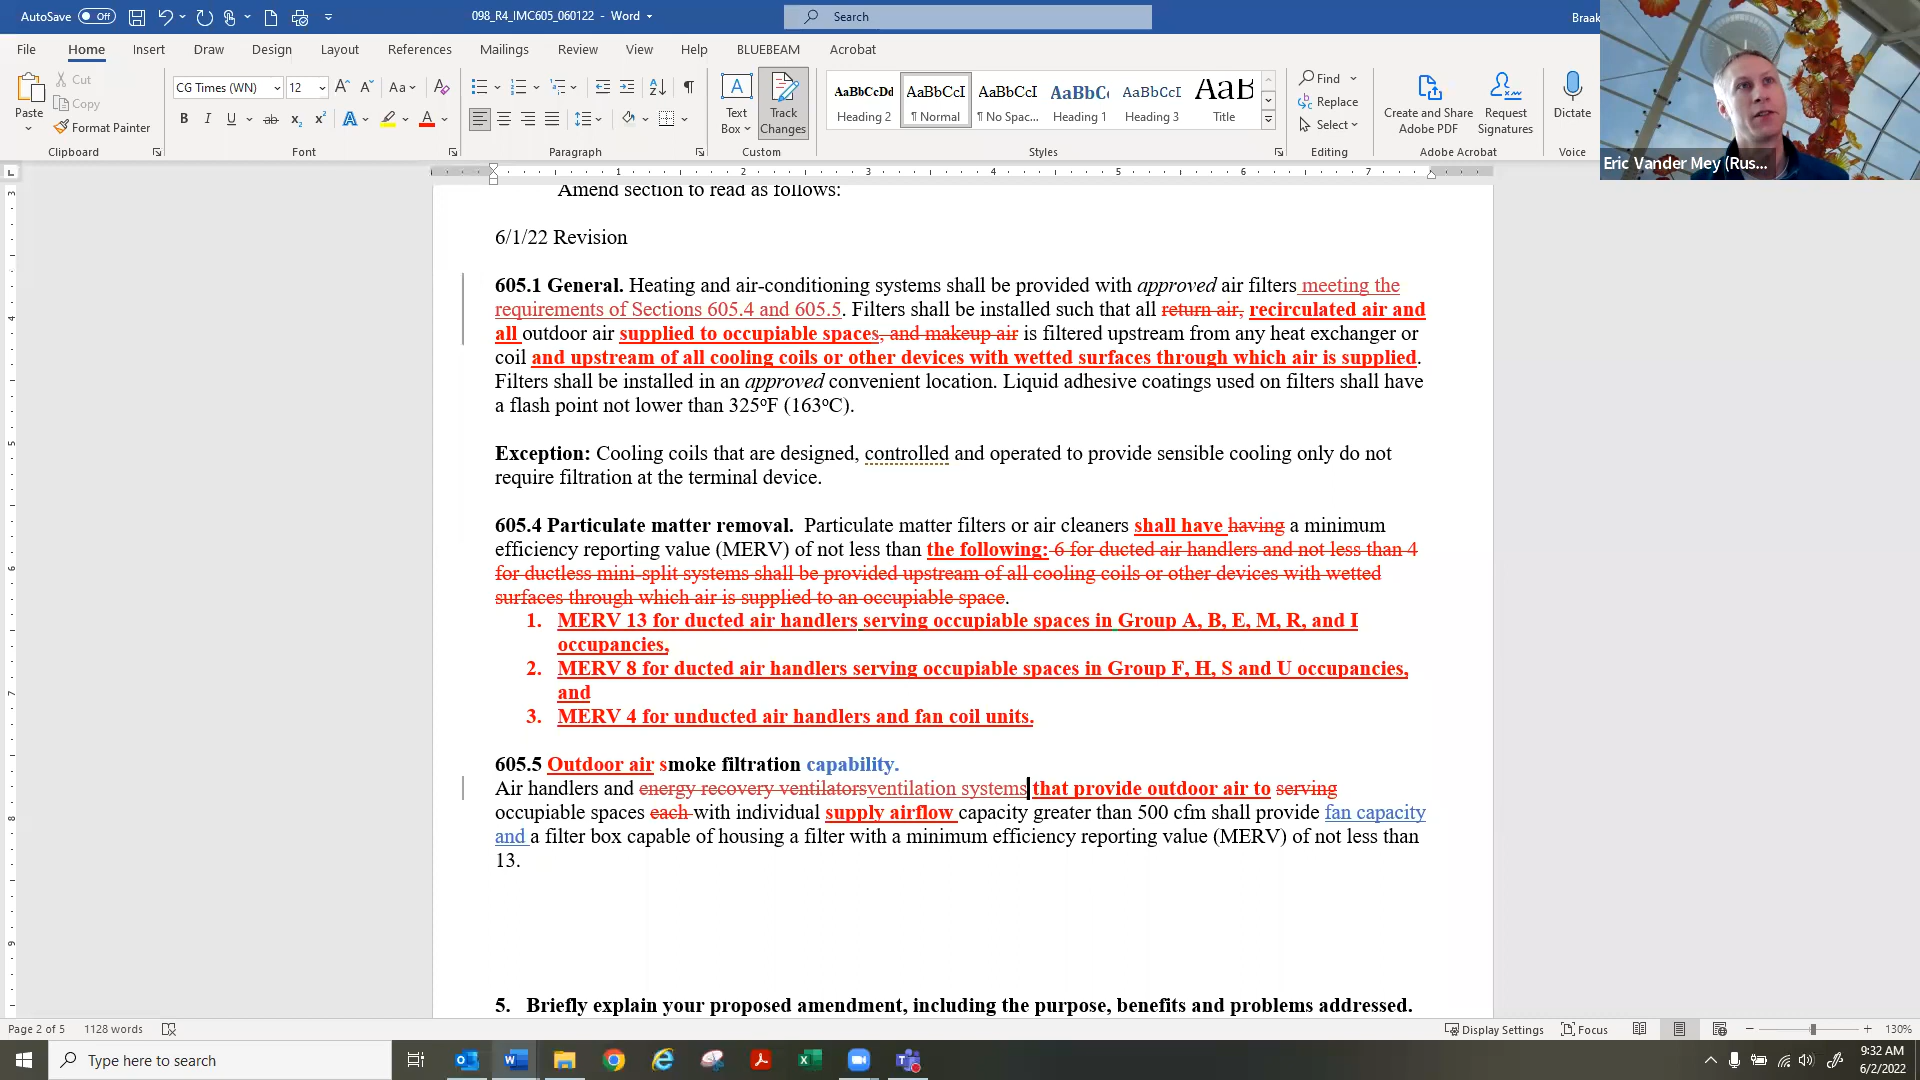 AutoSave Off 098_R4_IMC605_060122 - Word Search Braak
File Home Insert Draw Design Layout References Mailings Review View Help BLUEBEAM Acrobat
Paste Cut Copy Format Painter
CG Times (WN) 12
Text Box Track Changes
AaBbCcDd AaBbCcI AaBbCcI AaBbCc AaBbCcI AaB
Heading 2 ¶ Normal ¶ No Spac... Heading 1 Heading 3 Title
Find Replace Select
Create and Share Adobe PDF Request Signatures Dictate
Clipboard Font Paragraph Custom Styles Editing Adobe Acrobat Voice
Eric Vander Mey (Rus...
Amend section to read as follows:
6/1/22 Revision
605.1 General. Heating and air-conditioning systems shall be provided with approved air filters meeting the
requirements of Sections 605.4 and 605.5. Filters shall be installed such that all return air, recirculated air and
all outdoor air supplied to occupiable spaces, and makeup air is filtered upstream from any heat exchanger or
coil and upstream of all cooling coils or other devices with wetted surfaces through which air is supplied.
Filters shall be installed in an approved convenient location. Liquid adhesive coatings used on filters shall have
a flash point not lower than 325°F (163°C).
Exception: Cooling coils that are designed, controlled and operated to provide sensible cooling only do not
require filtration at the terminal device.
605.4 Particulate matter removal. Particulate matter filters or air cleaners shall have having a minimum
efficiency reporting value (MERV) of not less than the following: 6 for ducted air handlers and not less than 4
for ductless mini-split systems shall be provided upstream of all cooling coils or other devices with wetted
surfaces through which air is supplied to an occupiable space.
1. MERV 13 for ducted air handlers serving occupiable spaces in Group A, B, E, M, R, and I
occupancies,
2. MERV 8 for ducted air handlers serving occupiable spaces in Group F, H, S and U occupancies,
and
3. MERV 4 for unducted air handlers and fan coil units.
605.5 Outdoor air smoke filtration capability.
Air handlers and energy recovery ventilatorsventilation systems that provide outdoor air to serving
occupiable spaces each with individual supply airflow capacity greater than 500 cfm shall provide fan capacity
and a filter box capable of housing a filter with a minimum efficiency reporting value (MERV) of not less than
13.
5. Briefly explain your proposed amendment, including the purpose, benefits and problems addressed.
Page 2 of 5 1128 words Display Settings Focus 130%
Type here to search 9:32 AM
6/2/2022